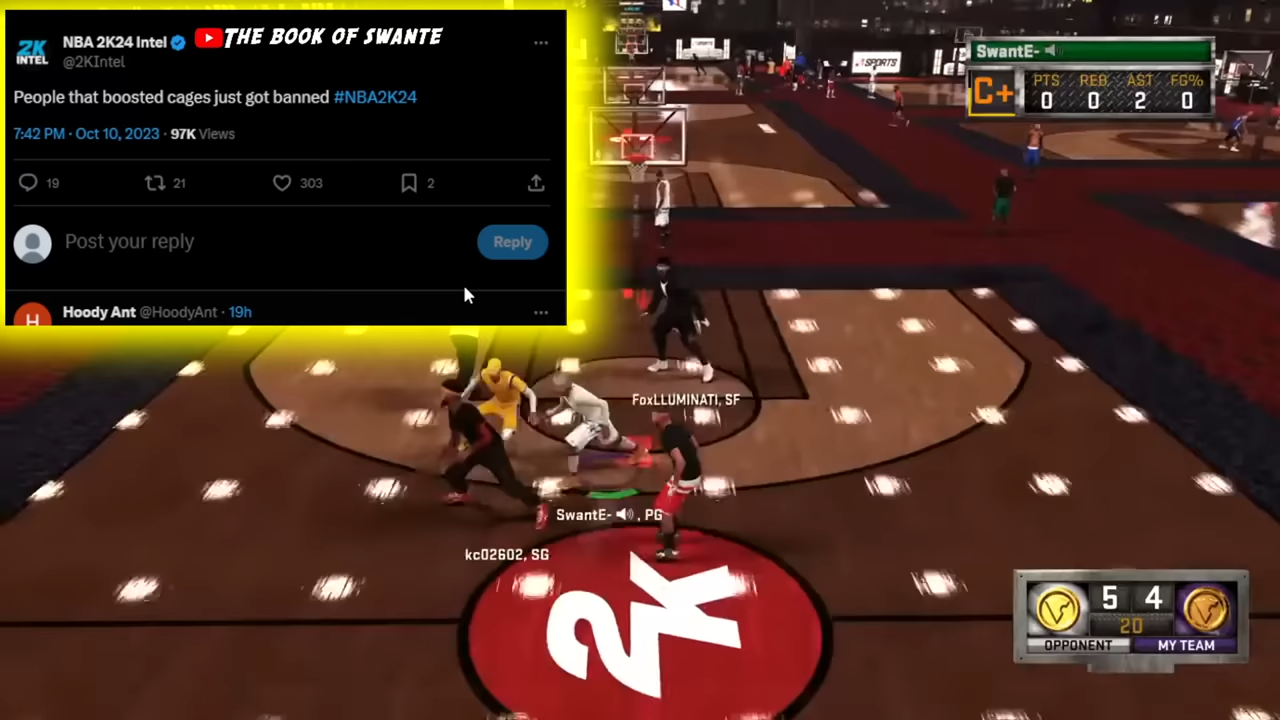 2K
INTEL
NBA 2K24 Intel
THE BOOK OF SWANTE
@2KIntel
People that boosted cages just got banned #NBA2K24
7:42 PM · Oct 10, 2023 · 97K Views
19
21
303
2
Post your reply
Reply
H
Hoody Ant @HoodyAnt · 19h
SPORTS
SwantE-
C+
PTS REB AST FG%
0 0 2 0
FoxLLUMINATI, SF
SwantE- , PG
kc02602, SG
2K
5 4
20
OPPONENT MY TEAM